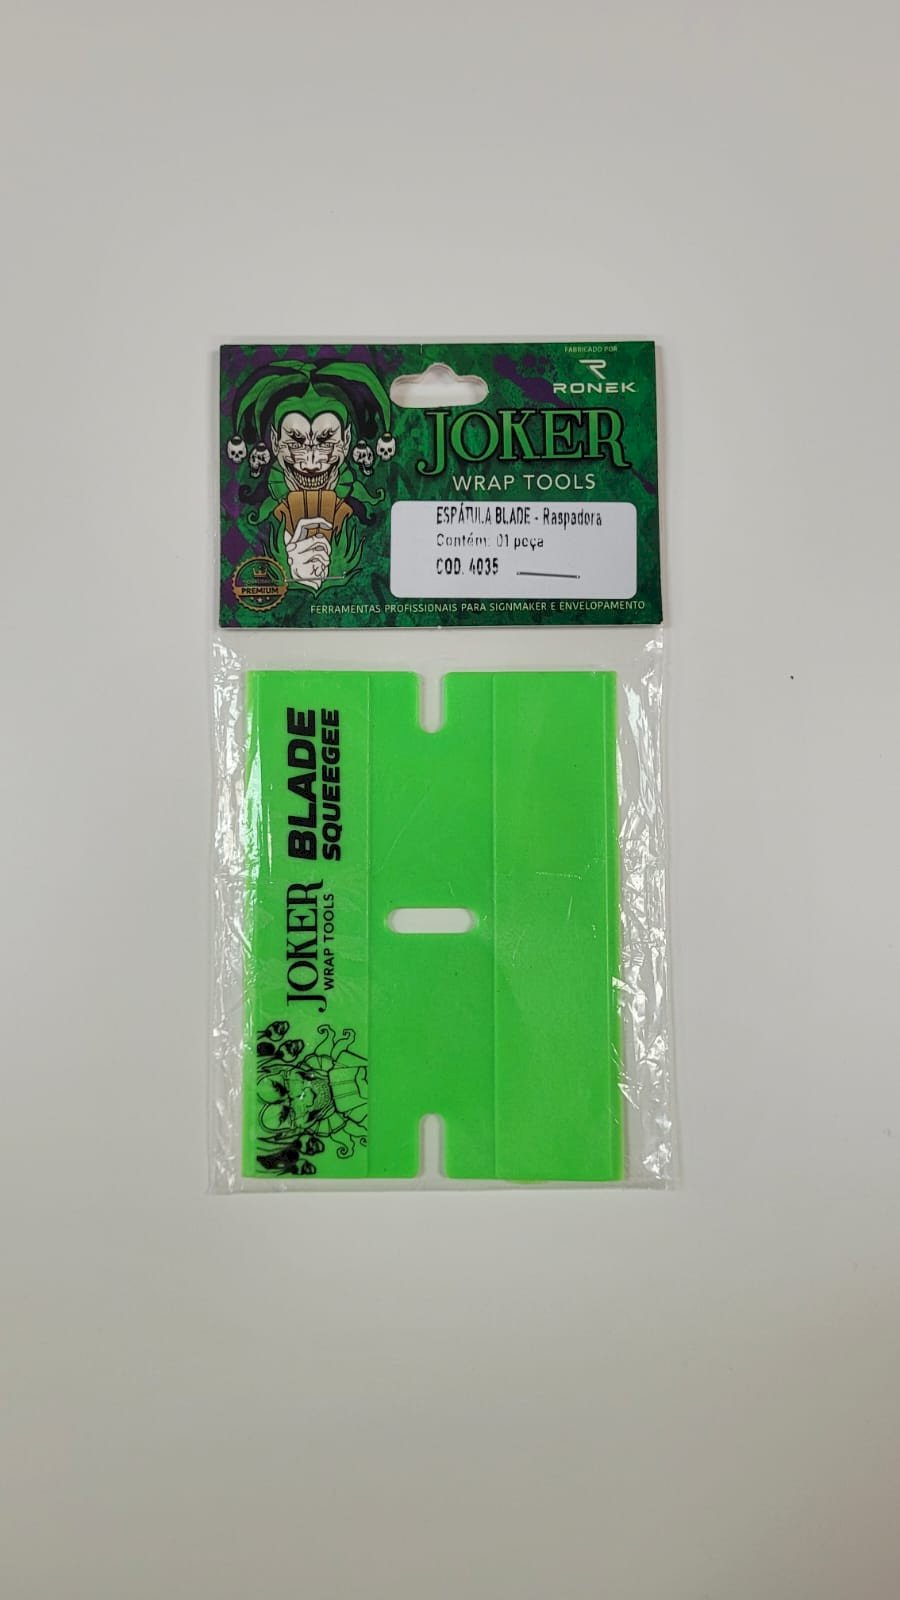 FABRICADO POR
RONEK
JOKER
WRAP TOOLS
ESPÁTULA BLADE - Raspadora
Contém: 01 peça
COD. 4035
PREMIUM
FERRAMENTAS PROFISSIONAIS PARA SIGNMAKER E ENVELOPAMENTO
JOKER
WRAP TOOLS
BLADE
SQUEEGEE